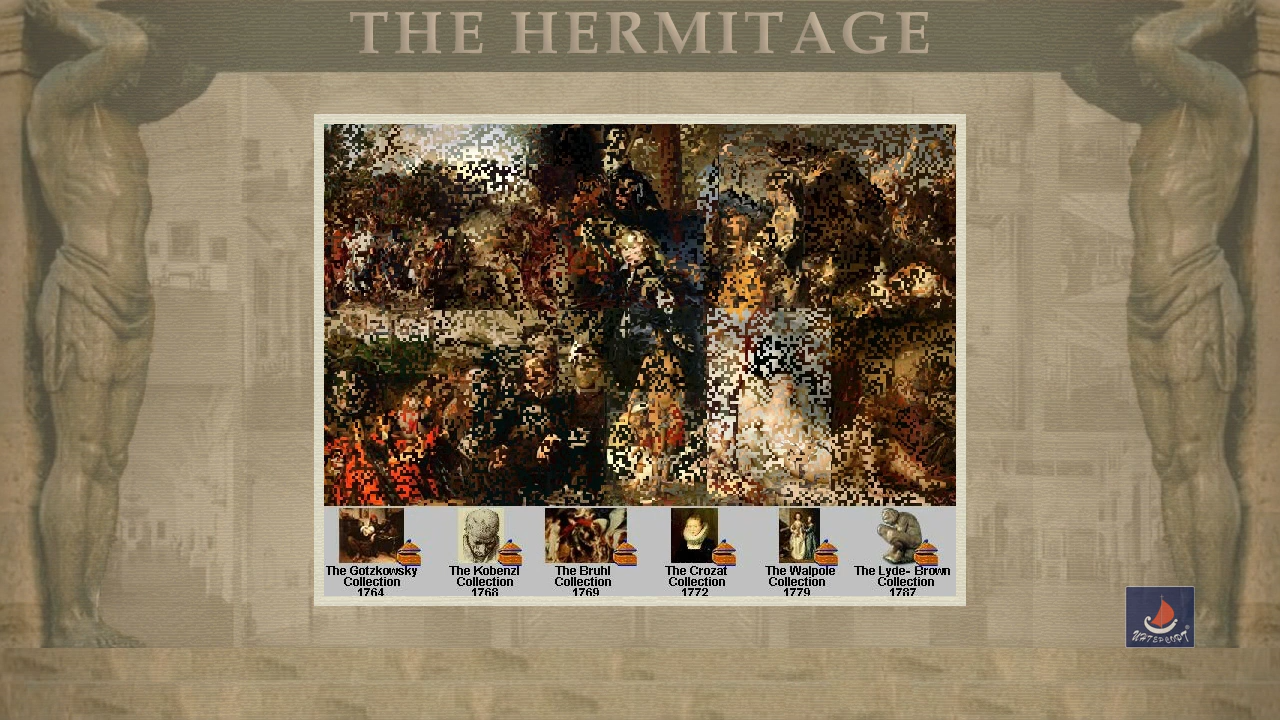 THE HERMITAGE
The Gotzkowsky
Collection
1764
The Kobenzl
Collection
1768
The Bruhl
Collection
1769
The Crozat
Collection
1772
The Walpole
Collection
1779
The Lyde- Brown
Collection
1787